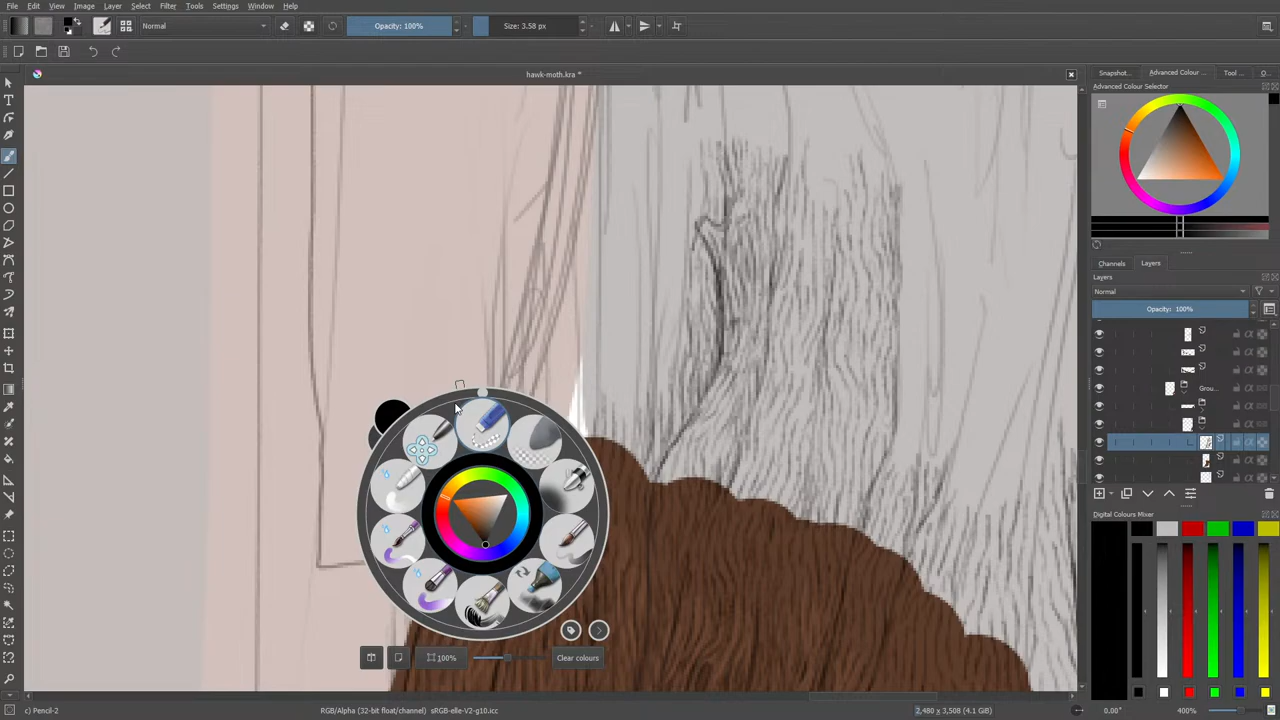 File Edit View Image Layer Select Filter Tools Settings Window Help
Normal Opacity: 100% Size: 3.58 px
hawk-moth.kra *
Snapshot... Advanced Colour ... Tool ... O...
Advanced Colour Selector
Channels Layers
Layers
Normal
Opacity: 100%
Grou...
Digital Colours Mixer
100% Clear colours
c) Pencil-2 RGB/Alpha (32-bit float/channel) sRGB-elle-V2-g10.icc 2,480 x 3,508 (4.1 GiB) 0.00° 400%